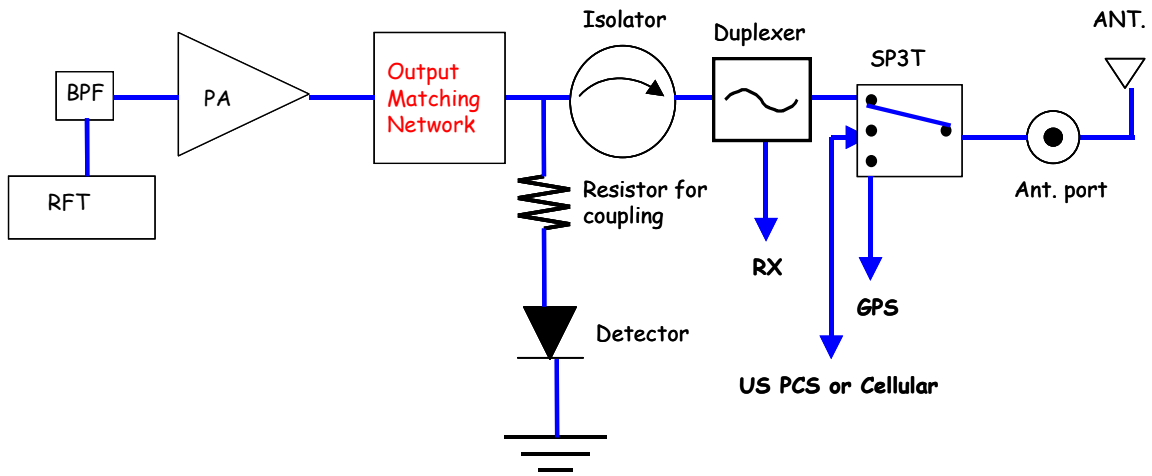 Isolator
ANT.
Duplexer
SP3T
BPF
PA
Output
Matching
Network
RFT
Resistor for
coupling
Ant. port
RX
GPS
Detector
US PCS or Cellular